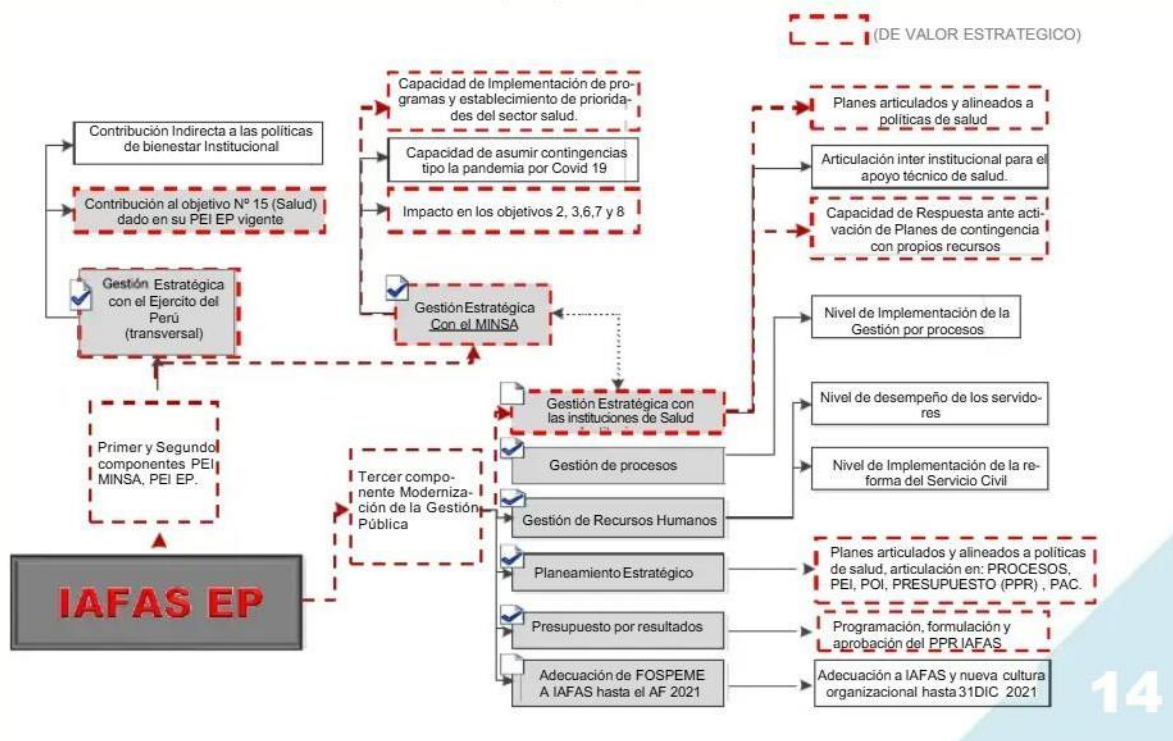 (DE VALOR ESTRATEGICO)
Capacidad de Implementación de pro-
gramas y establecimiento de priorida-
des del sector salud.
Planes articulados y alineados a
políticas de salud
Contribución Indirecta a las políticas
de bienestar Institucional
Capacidad de asumir contingencias
tipo la pandemia por Covid 19
Articulación inter institucional para el
apoyo técnico de salud.
Contribución al objetivo Nº 15 (Salud)
dado en su PEI EP vigente
Impacto en los objetivos 2, 3,6,7 y 8
Capacidad de Respuesta ante acti-
vación de Planes de contingencia
con propios recursos
Gestión Estratégica
con el Ejercito del
Perú
(transversal)
Gestión Estratégica
Con el MINSA
Nivel de Implementación de la
Gestión por procesos
Gestión Estratégica con
las instituciones de Salud
Nivel de desempeño de los servido-
res
Primer y Segundo
componentes PEI
MINSA, PEI EP.
Tercer compo-
nente Moderniza-
ción de la Gestión
Pública
Gestión de procesos
Nivel de Implementación de la re-
forma del Servicio Civil
Gestión de Recursos Humanos
Planeamiento Estratégico
Planes articulados y alineados a políticas
de salud, articulación en: PROCESOS,
PEI, POI, PRESUPUESTO (PPR) , PAC.
IAFAS EP
Presupuesto por resultados
Programación, formulación y
aprobación del PPR IAFAS
Adecuación de FOSPEME
A IAFAS hasta el AF 2021
Adecuación a IAFAS y nueva cultura
organizacional hasta 31DIC 2021
14